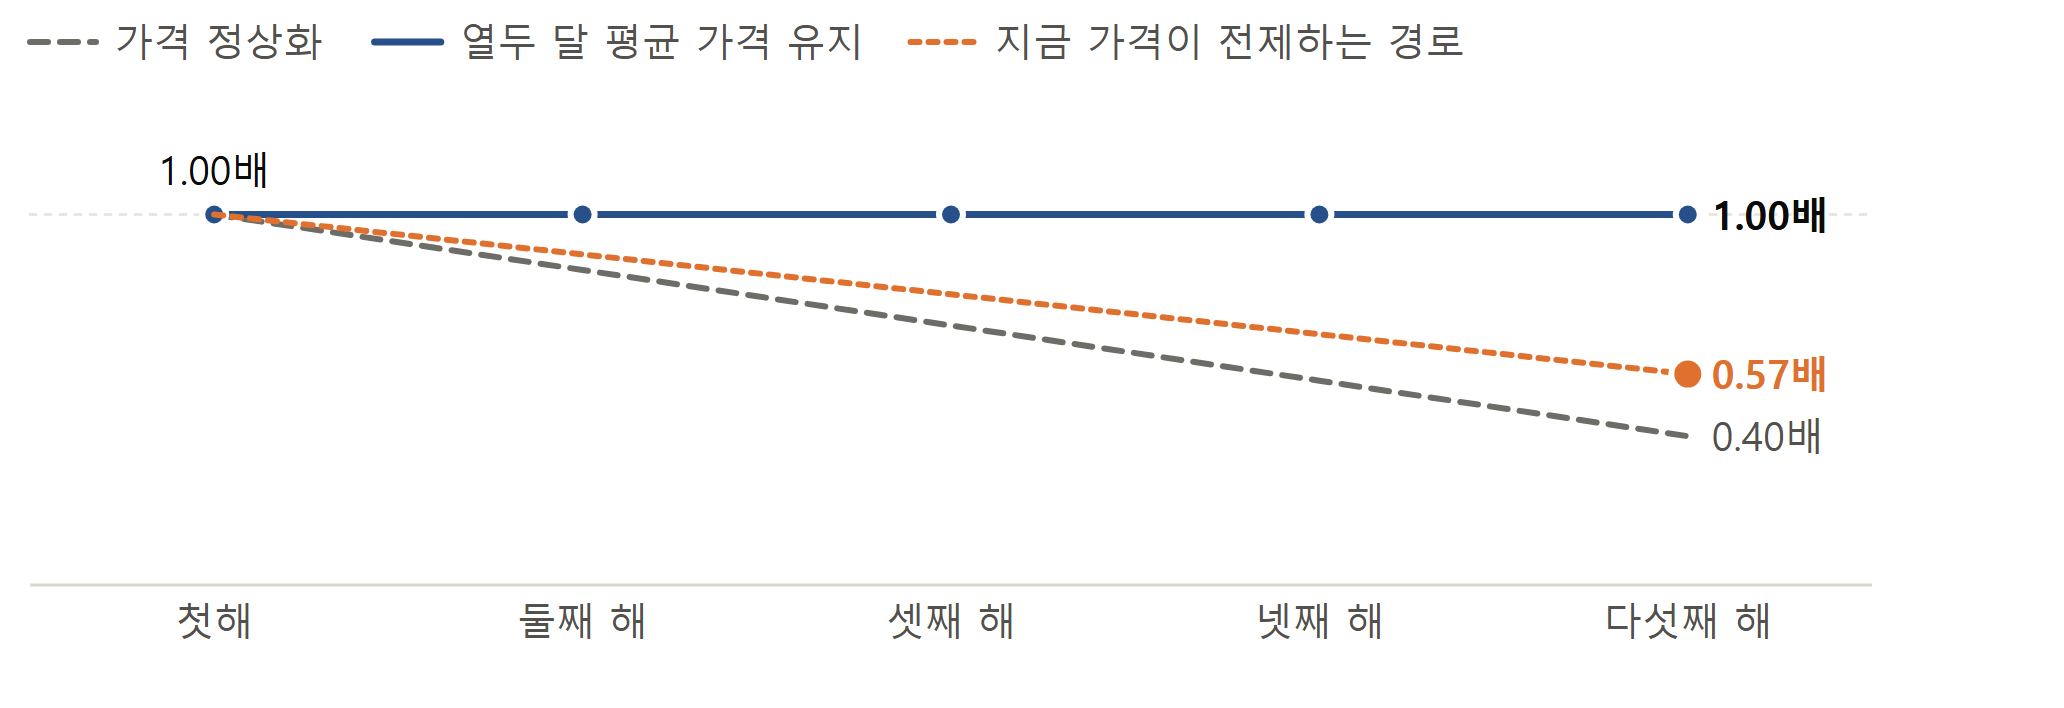 가격 정상화 열두 달 평균 가격 유지 지금 가격이 전제하는 경로
1.00배
1.00배
0.57배
0.40배
첫해 둘째 해 셋째 해 넷째 해 다섯째 해